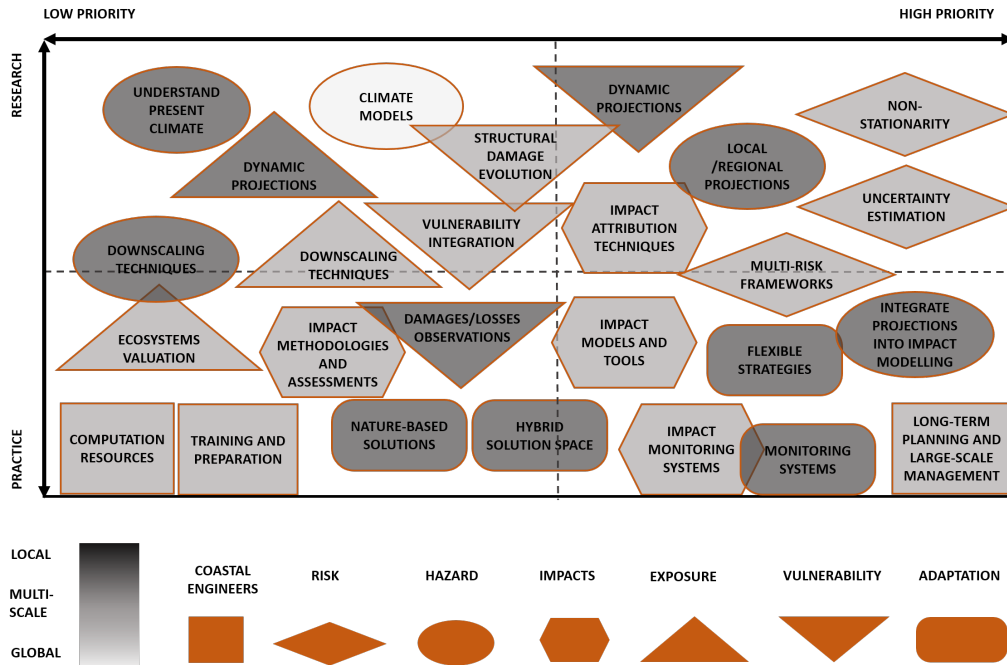 LOW PRIORITY
HIGH PRIORITY
RESEARCH
PRACTICE
UNDERSTAND
PRESENT
CLIMATE
CLIMATE
MODELS
DYNAMIC
PROJECTIONS
NON-
STATIONARITY
STRUCTURAL
DAMAGE
EVOLUTION
LOCAL
/REGIONAL
PROJECTIONS
DYNAMIC
PROJECTIONS
UNCERTAINTY
ESTIMATION
IMPACT
ATTRIBUTION
TECHNIQUES
VULNERABILITY
INTEGRATION
DOWNSCALING
TECHNIQUES
DOWNSCALING
TECHNIQUES
MULTI-RISK
FRAMEWORKS
ECOSYSTEMS
VALUATION
IMPACT
METHODOLOGIES
AND
ASSESSMENTS
DAMAGES/LOSSES
OBSERVATIONS
IMPACT
MODELS AND
TOOLS
FLEXIBLE
STRATEGIES
INTEGRATE
PROJECTIONS
INTO IMPACT
MODELLING
COMPUTATION
RESOURCES
TRAINING AND
PREPARATION
NATURE-BASED
SOLUTIONS
HYBRID
SOLUTION SPACE
IMPACT
MONITORING
SYSTEMS
MONITORING
SYSTEMS
LONG-TERM
PLANNING AND
LARGE-SCALE
MANAGEMENT
LOCAL
MULTI-
SCALE
GLOBAL
COASTAL
ENGINEERS
RISK
HAZARD
IMPACTS
EXPOSURE
VULNERABILITY
ADAPTATION